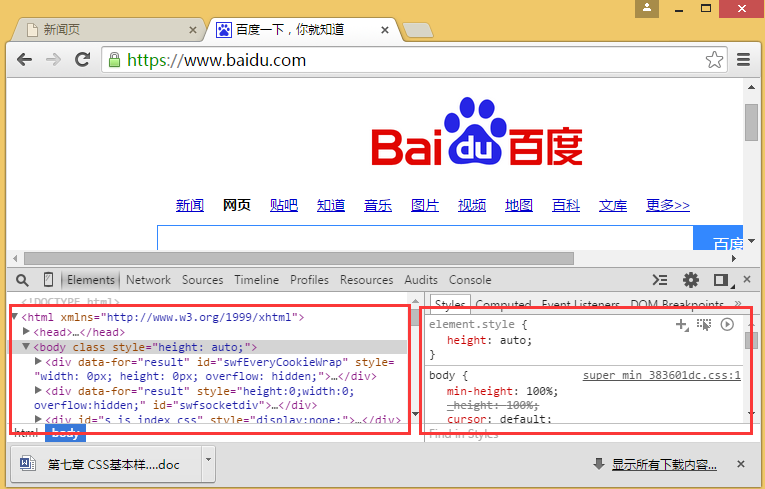 新闻页
百度一下，你就知道
https://www.baidu.com
Bai du 百度
新闻 网页 贴吧 知道 音乐 图片 视频 地图 百科 文库 更多>>
百度
Elements Network Sources Timeline Profiles Resources Audits Console
<!DOCTYPE html>
<html xmlns="http://www.w3.org/1999/xhtml">
<head>…</head>
<body class style="height: auto;">
<div data-for="result" id="swfEveryCookieWrap" style=
"width: 0px; height: 0px; overflow: hidden;">…</div>
<div data-for="result" style="height:0;width:0;
overflow:hidden;" id="swfsocketdiv">…</div>
<div id="s_is_index_css" style="display:none;">…</div>
html body
Styles Computed Event Listeners DOM Breakpoints »
element.style {
height: auto;
}
body { super_min_383601dc.css:1
min-height: 100%;
_height: 100%;
cursor: default;
Find in Styles
第七章 CSS基本样....doc
显示所有下载内容...